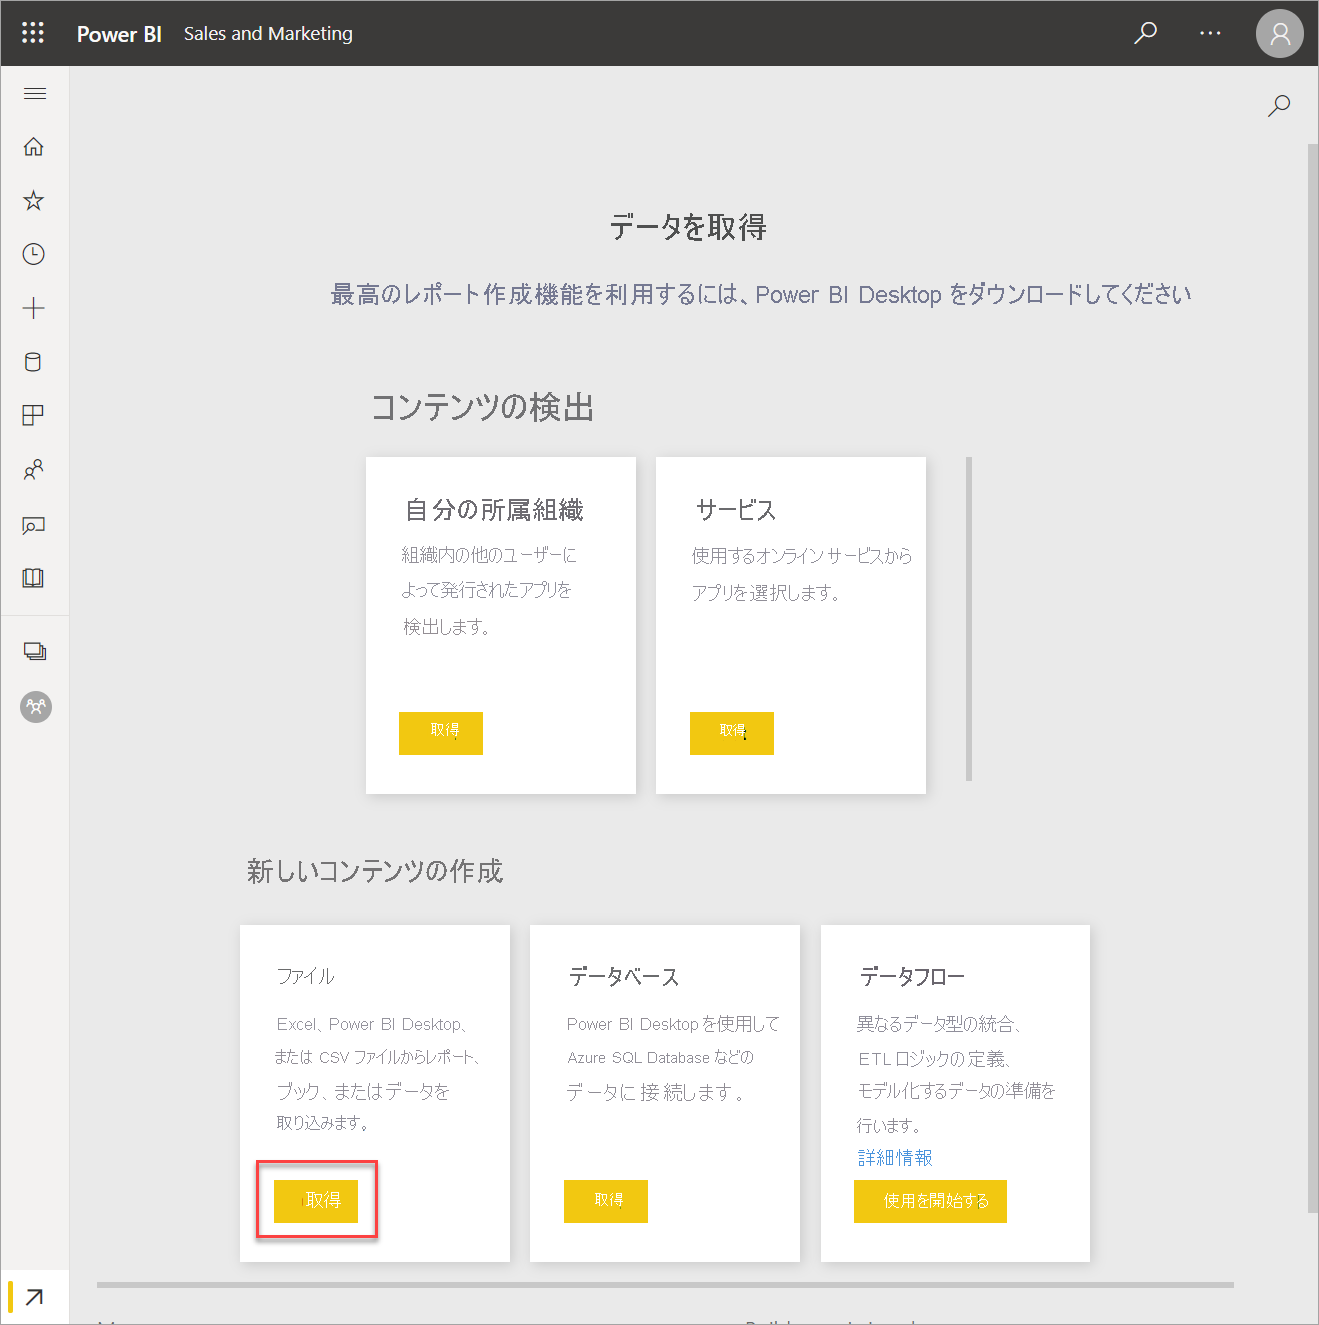 Power BI Sales and Marketing
データを取得
最高のレポート作成機能を利用するには、Power BI Desktop をダウンロードしてください
コンテンツの検出
自分の所属組織
組織内の他のユーザーに
よって発行されたアプリを
検出します。
取得
サービス
使用するオンライン サービスから
アプリを選択します。
取得
新しいコンテンツの作成
ファイル
Excel、Power BI Desktop、
または CSV ファイルからレポート、
ブック、またはデータを
取り込みます。
取得
データベース
Power BI Desktopを使用して
Azure SQL Database などの
データに接続します。
取得
データフロー
異なるデータ型の統合、
ETL ロジックの定義、
モデル化するデータの準備を
行います。
詳細情報
使用を開始する